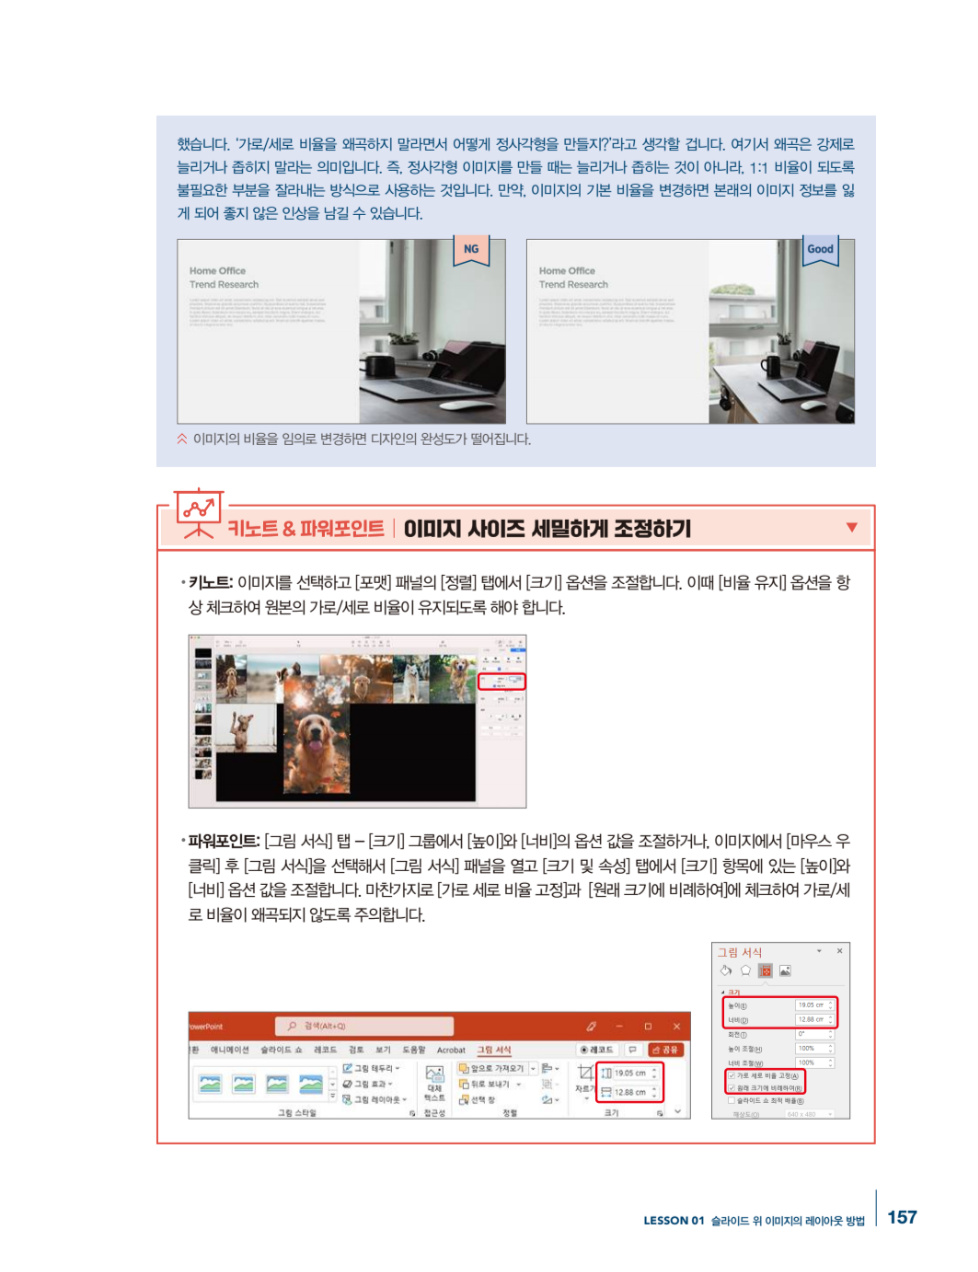 했습니다. '가로/세로 비율을 왜곡하지 말라면서 어떻게 정사각형을 만들지?'라고 생각할 겁니다. 여기서 왜곡은 강제로
늘리거나 좁히지 말라는 의미입니다. 즉, 정사각형 이미지를 만들 때는 늘리거나 좁히는 것이 아니라, 1:1 비율이 되도록
불필요한 부분을 잘라내는 방식으로 사용하는 것입니다. 만약, 이미지의 기본 비율을 변경하면 본래의 이미지 정보를 잃
게 되어 좋지 않은 인상을 남길 수 있습니다.
NG
Home Office
Trend Research
Good
Home Office
Trend Research
이미지의 비율을 임의로 변경하면 디자인의 완성도가 떨어집니다.
키노트 & 파워포인트 | 이미지 사이즈 세밀하게 조정하기
• 키노트: 이미지를 선택하고 [포맷] 패널의 [정렬] 탭에서 [크기] 옵션을 조절합니다. 이때 [비율 유지] 옵션을 항
상 체크하여 원본의 가로/세로 비율이 유지되도록 해야 합니다.
• 파워포인트: [그림 서식] 탭 – [크기] 그룹에서 [높이]와 [너비]의 옵션 값을 조절하거나, 이미지에서 [마우스 우
클릭] 후 [그림 서식]을 선택해서 [그림 서식] 패널을 열고 [크기 및 속성] 탭에서 [크기] 항목에 있는 [높이]와
[너비] 옵션 값을 조절합니다. 마찬가지로 [가로 세로 비율 고정]과 [원래 크기에 비례하여]에 체크하여 가로/세
로 비율이 왜곡되지 않도록 주의합니다.
owerPoint
검색(Alt+Q)
환 애니메이션 슬라이드 쇼 레코드 검토 보기 도움말 Acrobat 그림 서식 레코드 공유
그림 테두리
그림 효과
그림 레이아웃
그림 스타일
대체
텍스트
접근성
앞으로 가져오기
뒤로 보내기
선택 창
정렬
자르기
19.05 cm
12.88 cm
크기
그림 서식
크기
높이(E) 19.05 cm
너비(D) 12.88 cm
회전(T) 0°
높이 조절(H) 100%
너비 조절(W) 100%
가로 세로 비율 고정(A)
원래 크기에 비례하여(R)
슬라이드 쇼 최적 배율(B)
해상도(O) 640 x 480
LESSON 01 슬라이드 위 이미지의 레이아웃 방법
157